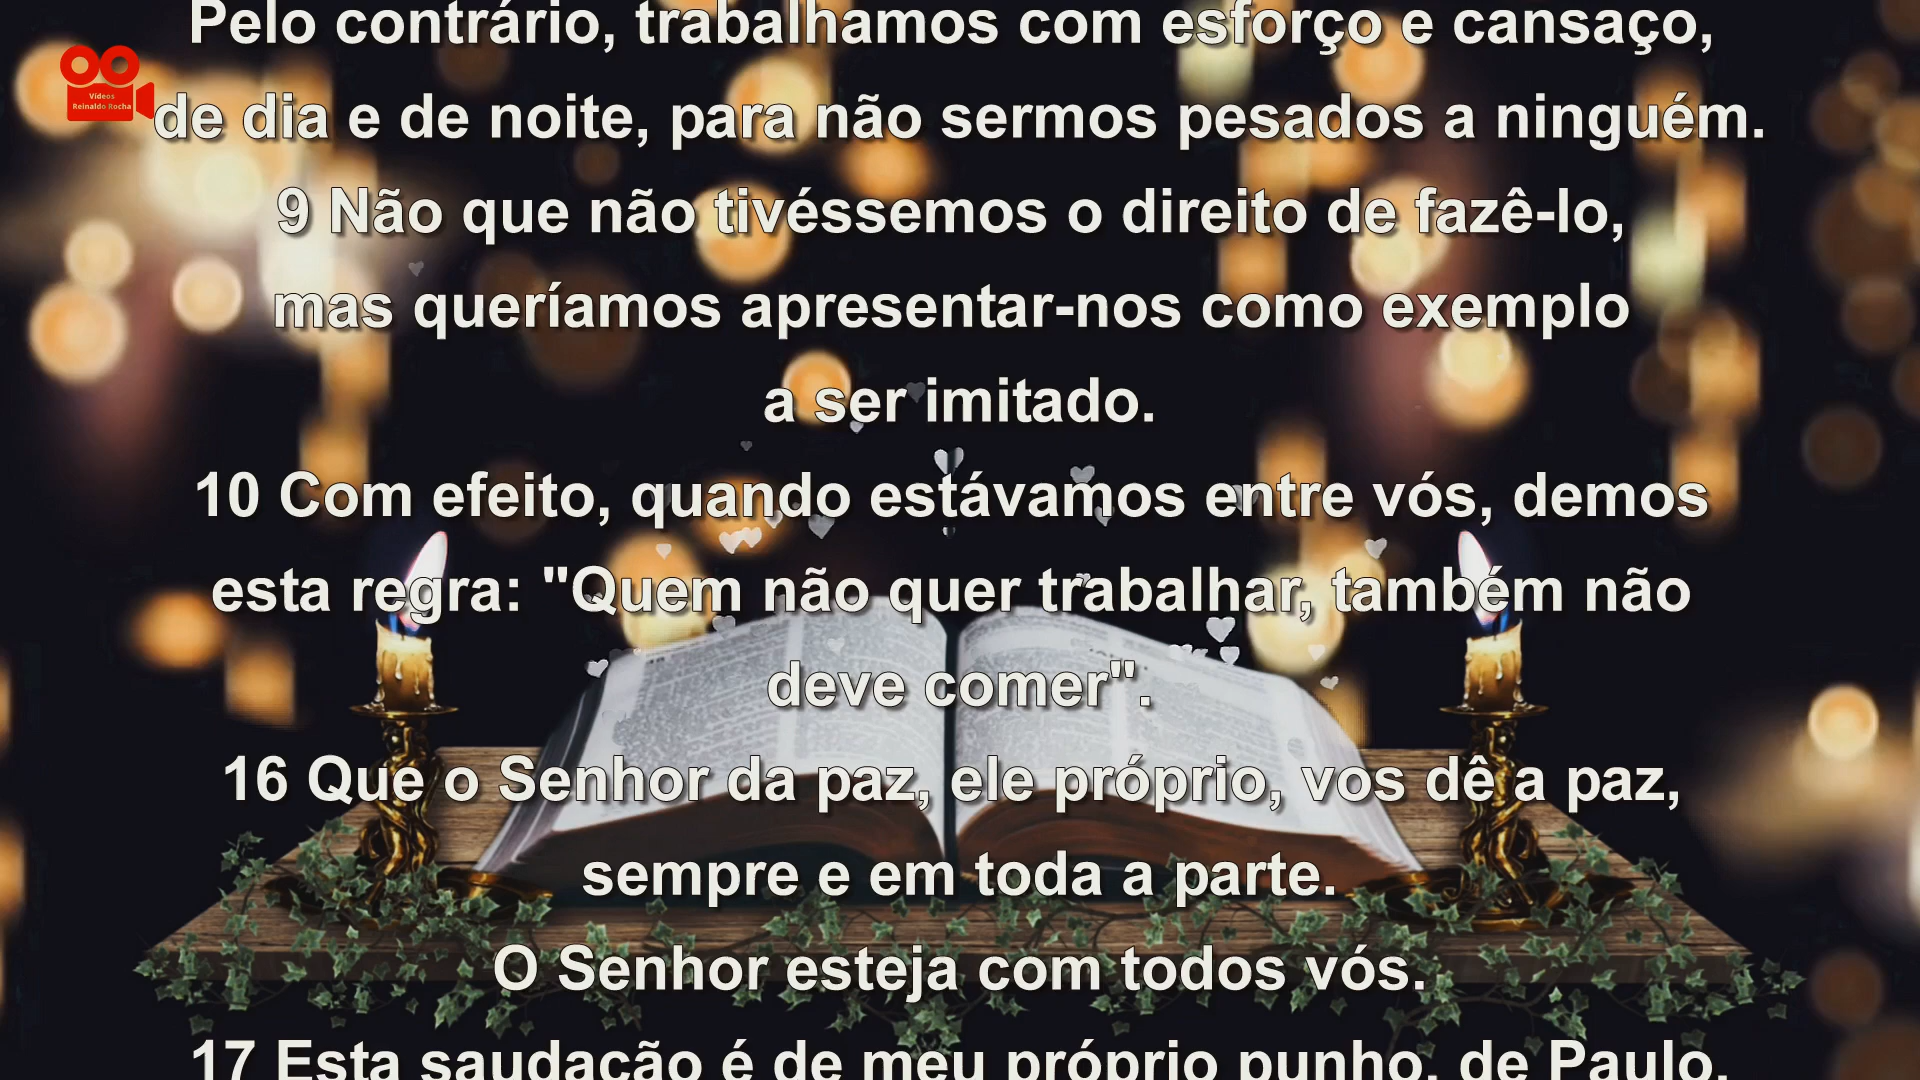 Pelo contrário, trabalhamos com esforço e cansaço,
Vídeos
Reinaldo Rocha
de dia e de noite, para não sermos pesados a ninguém.
9 Não que não tivéssemos o direito de fazê-lo,
mas queríamos apresentar-nos como exemplo
a ser imitado.
10 Com efeito, quando estávamos entre vós, demos
esta regra: "Quem não quer trabalhar, também não
deve comer".
16 Que o Senhor da paz, ele próprio, vos dê a paz,
sempre e em toda a parte.
O Senhor esteja com todos vós.
17 Esta saudação é de meu próprio punho, de Paulo.